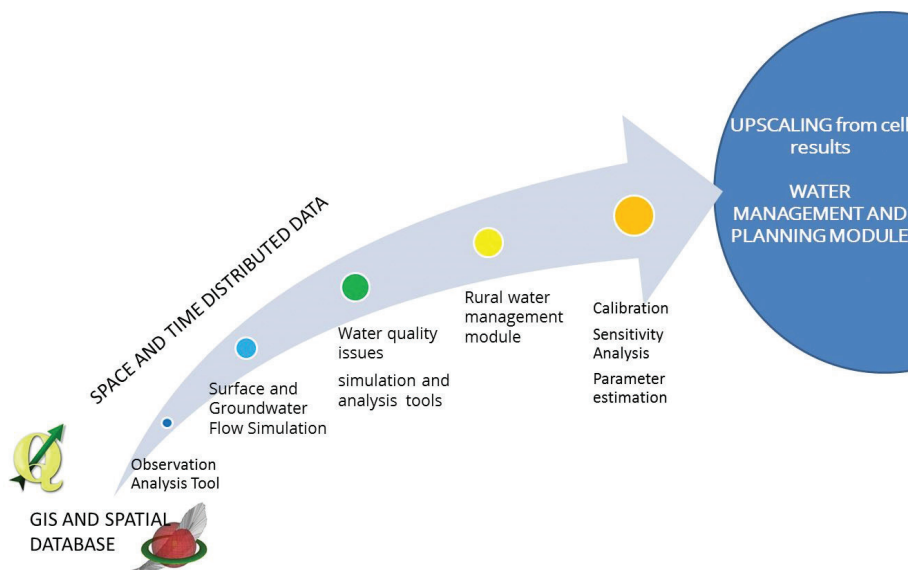 UPSCALING from cell
results
WATER
MANAGEMENT AND
PLANNING MODULE
SPACE AND TIME DISTRIBUTED DATA
Rural water
management
module
Calibration
Sensitivity
Analysis
Parameter
estimation
Water quality
issues
simulation and
analysis tools
Surface and
Groundwater
Flow Simulation
Observation
Analysis Tool
Q
GIS AND SPATIAL
DATABASE